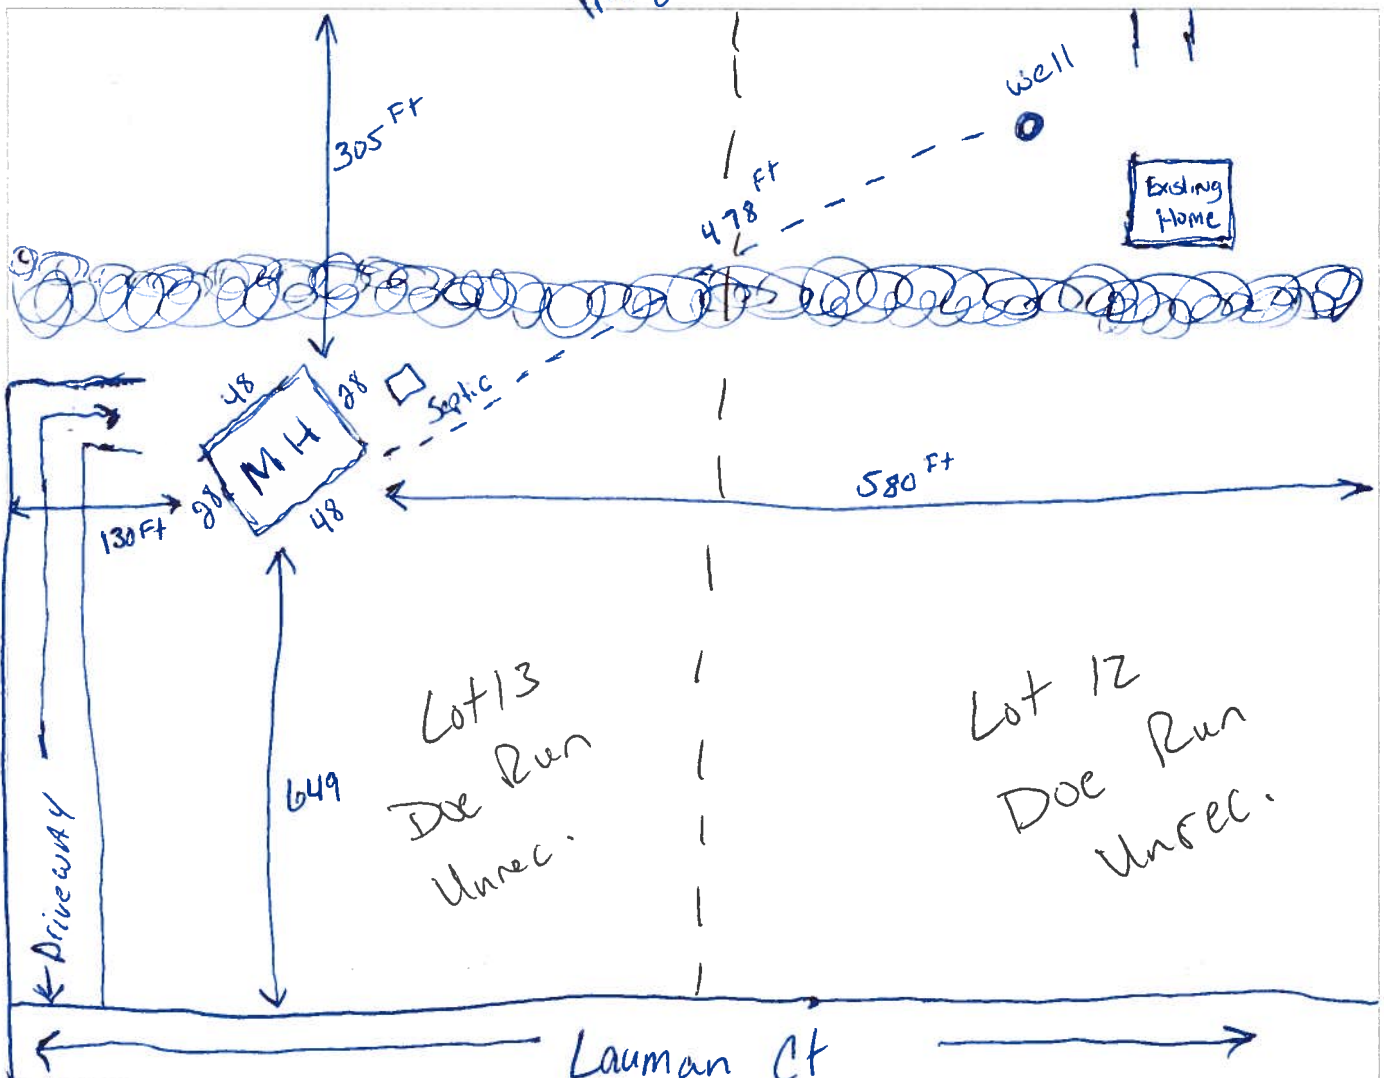 well
305 Ft
478 Ft
Existing
Home
48
28
Septic
MH
28
48
130 Ft
580 Ft
649
Lot 13
Doe Run
Unrec.
Lot 12
Doe Run
Unrec.
Driveway
Lauman Ct